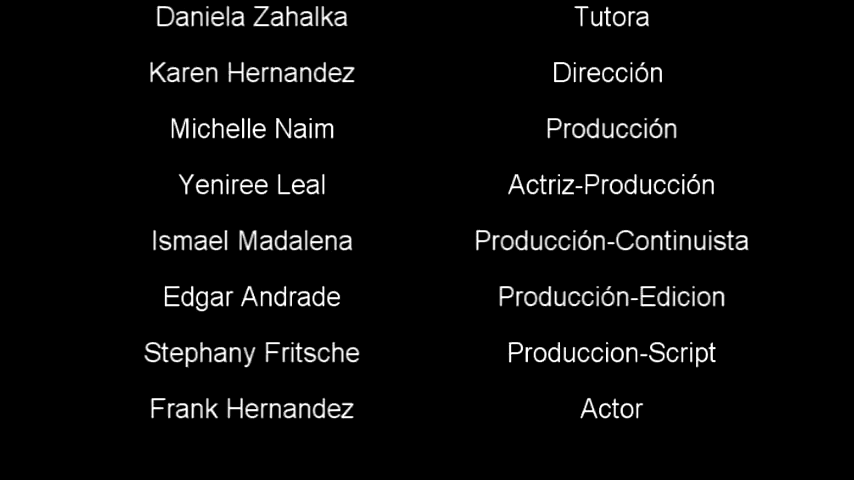 Daniela Zahalka Tutora
Karen Hernandez Dirección
Michelle Naim Producción
Yeniree Leal Actriz-Producción
Ismael Madalena Producción-Continuista
Edgar Andrade Producción-Edicion
Stephany Fritsche Produccion-Script
Frank Hernandez Actor